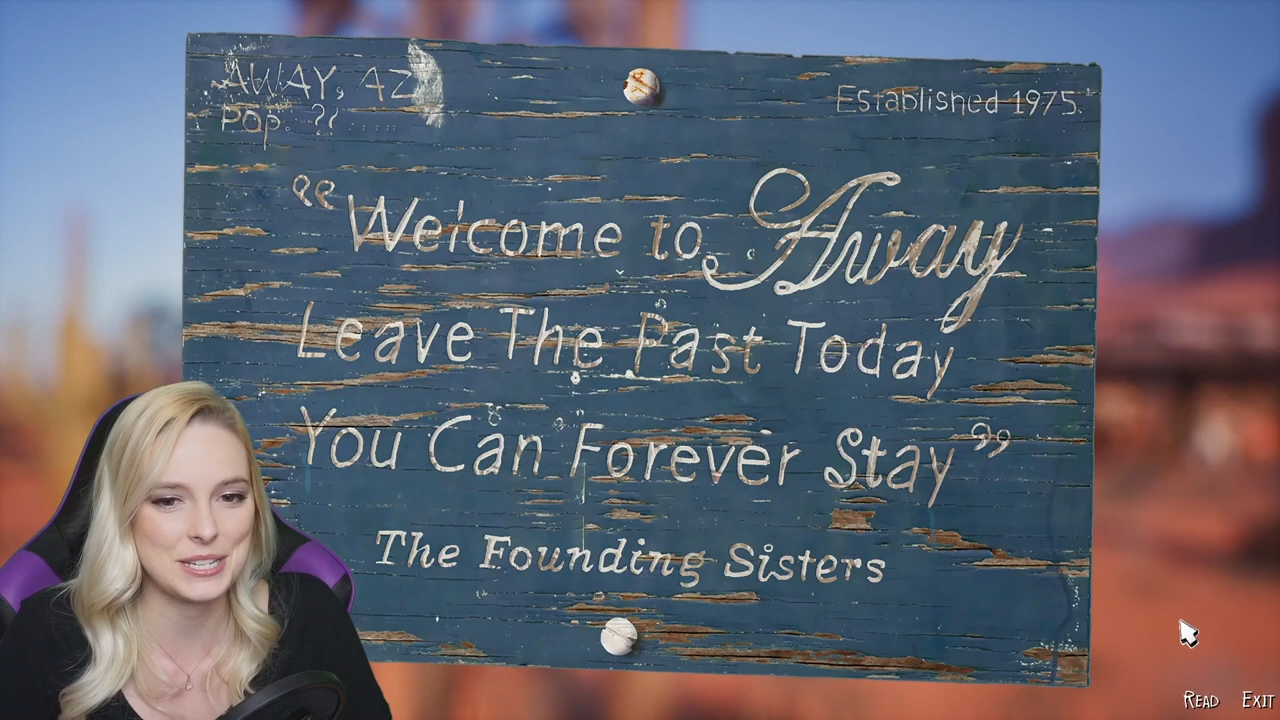 AWAY, AZ
Pop. ??
Established 1975
“Welcome to Away
Leave The Past Today
You Can Forever Stay”
The Founding Sisters
READ EXIT